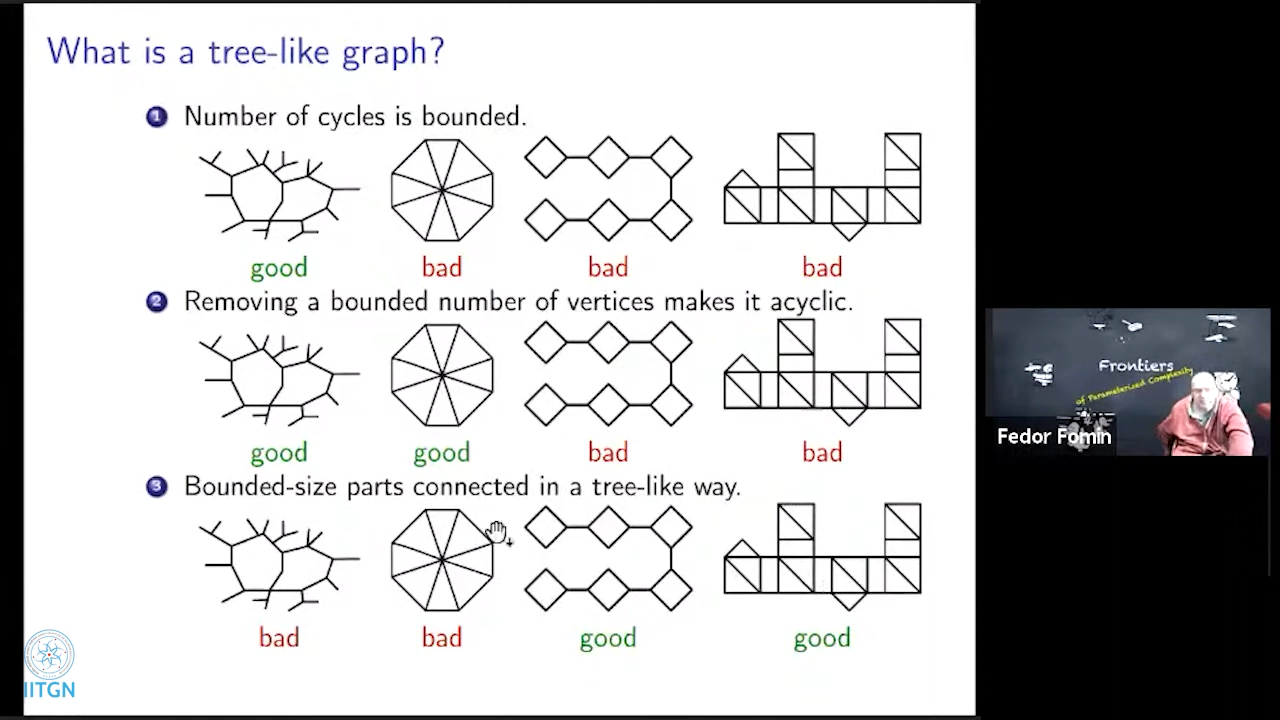 What is a tree-like graph?
1 Number of cycles is bounded.
good bad bad bad
2 Removing a bounded number of vertices makes it acyclic.
good good bad bad
3 Bounded-size parts connected in a tree-like way.
bad bad good good
Frontiers
of Parameterized Complexity
Fedor Fomin
IITGN